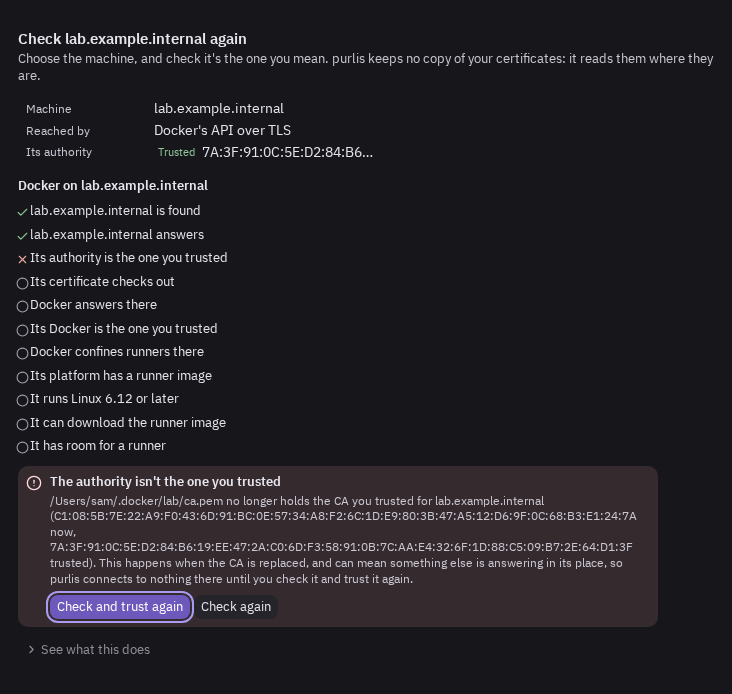 Check lab.example.internal again
Choose the machine, and check it's the one you mean. purlis keeps no copy of your certificates: it reads them where they
are.
Machine lab.example.internal
Reached by Docker's API over TLS
Its authority Trusted 7A:3F:91:0C:5E:D2:84:B6...
Docker on lab.example.internal
lab.example.internal is found
lab.example.internal answers
Its authority is the one you trusted
Its certificate checks out
Docker answers there
Its Docker is the one you trusted
Docker confines runners there
Its platform has a runner image
It runs Linux 6.12 or later
It can download the runner image
It has room for a runner
The authority isn't the one you trusted
/Users/sam/.docker/lab/ca.pem no longer holds the CA you trusted for lab.example.internal
(C1:08:5B:7E:22:A9:F0:43:6D:91:BC:0E:57:34:A8:F2:6C:1D:E9:80:3B:47:A5:12:D6:9F:0C:68:B3:E1:24:7A
now,
7A:3F:91:0C:5E:D2:84:B6:19:EE:47:2A:C0:6D:F3:58:91:0B:7C:AA:E4:32:6F:1D:88:C5:09:B7:2E:64:D1:3F
trusted). This happens when the CA is replaced, and can mean something else is answering in its place, so
purlis connects to nothing there until you check it and trust it again.
Check and trust again Check again
See what this does